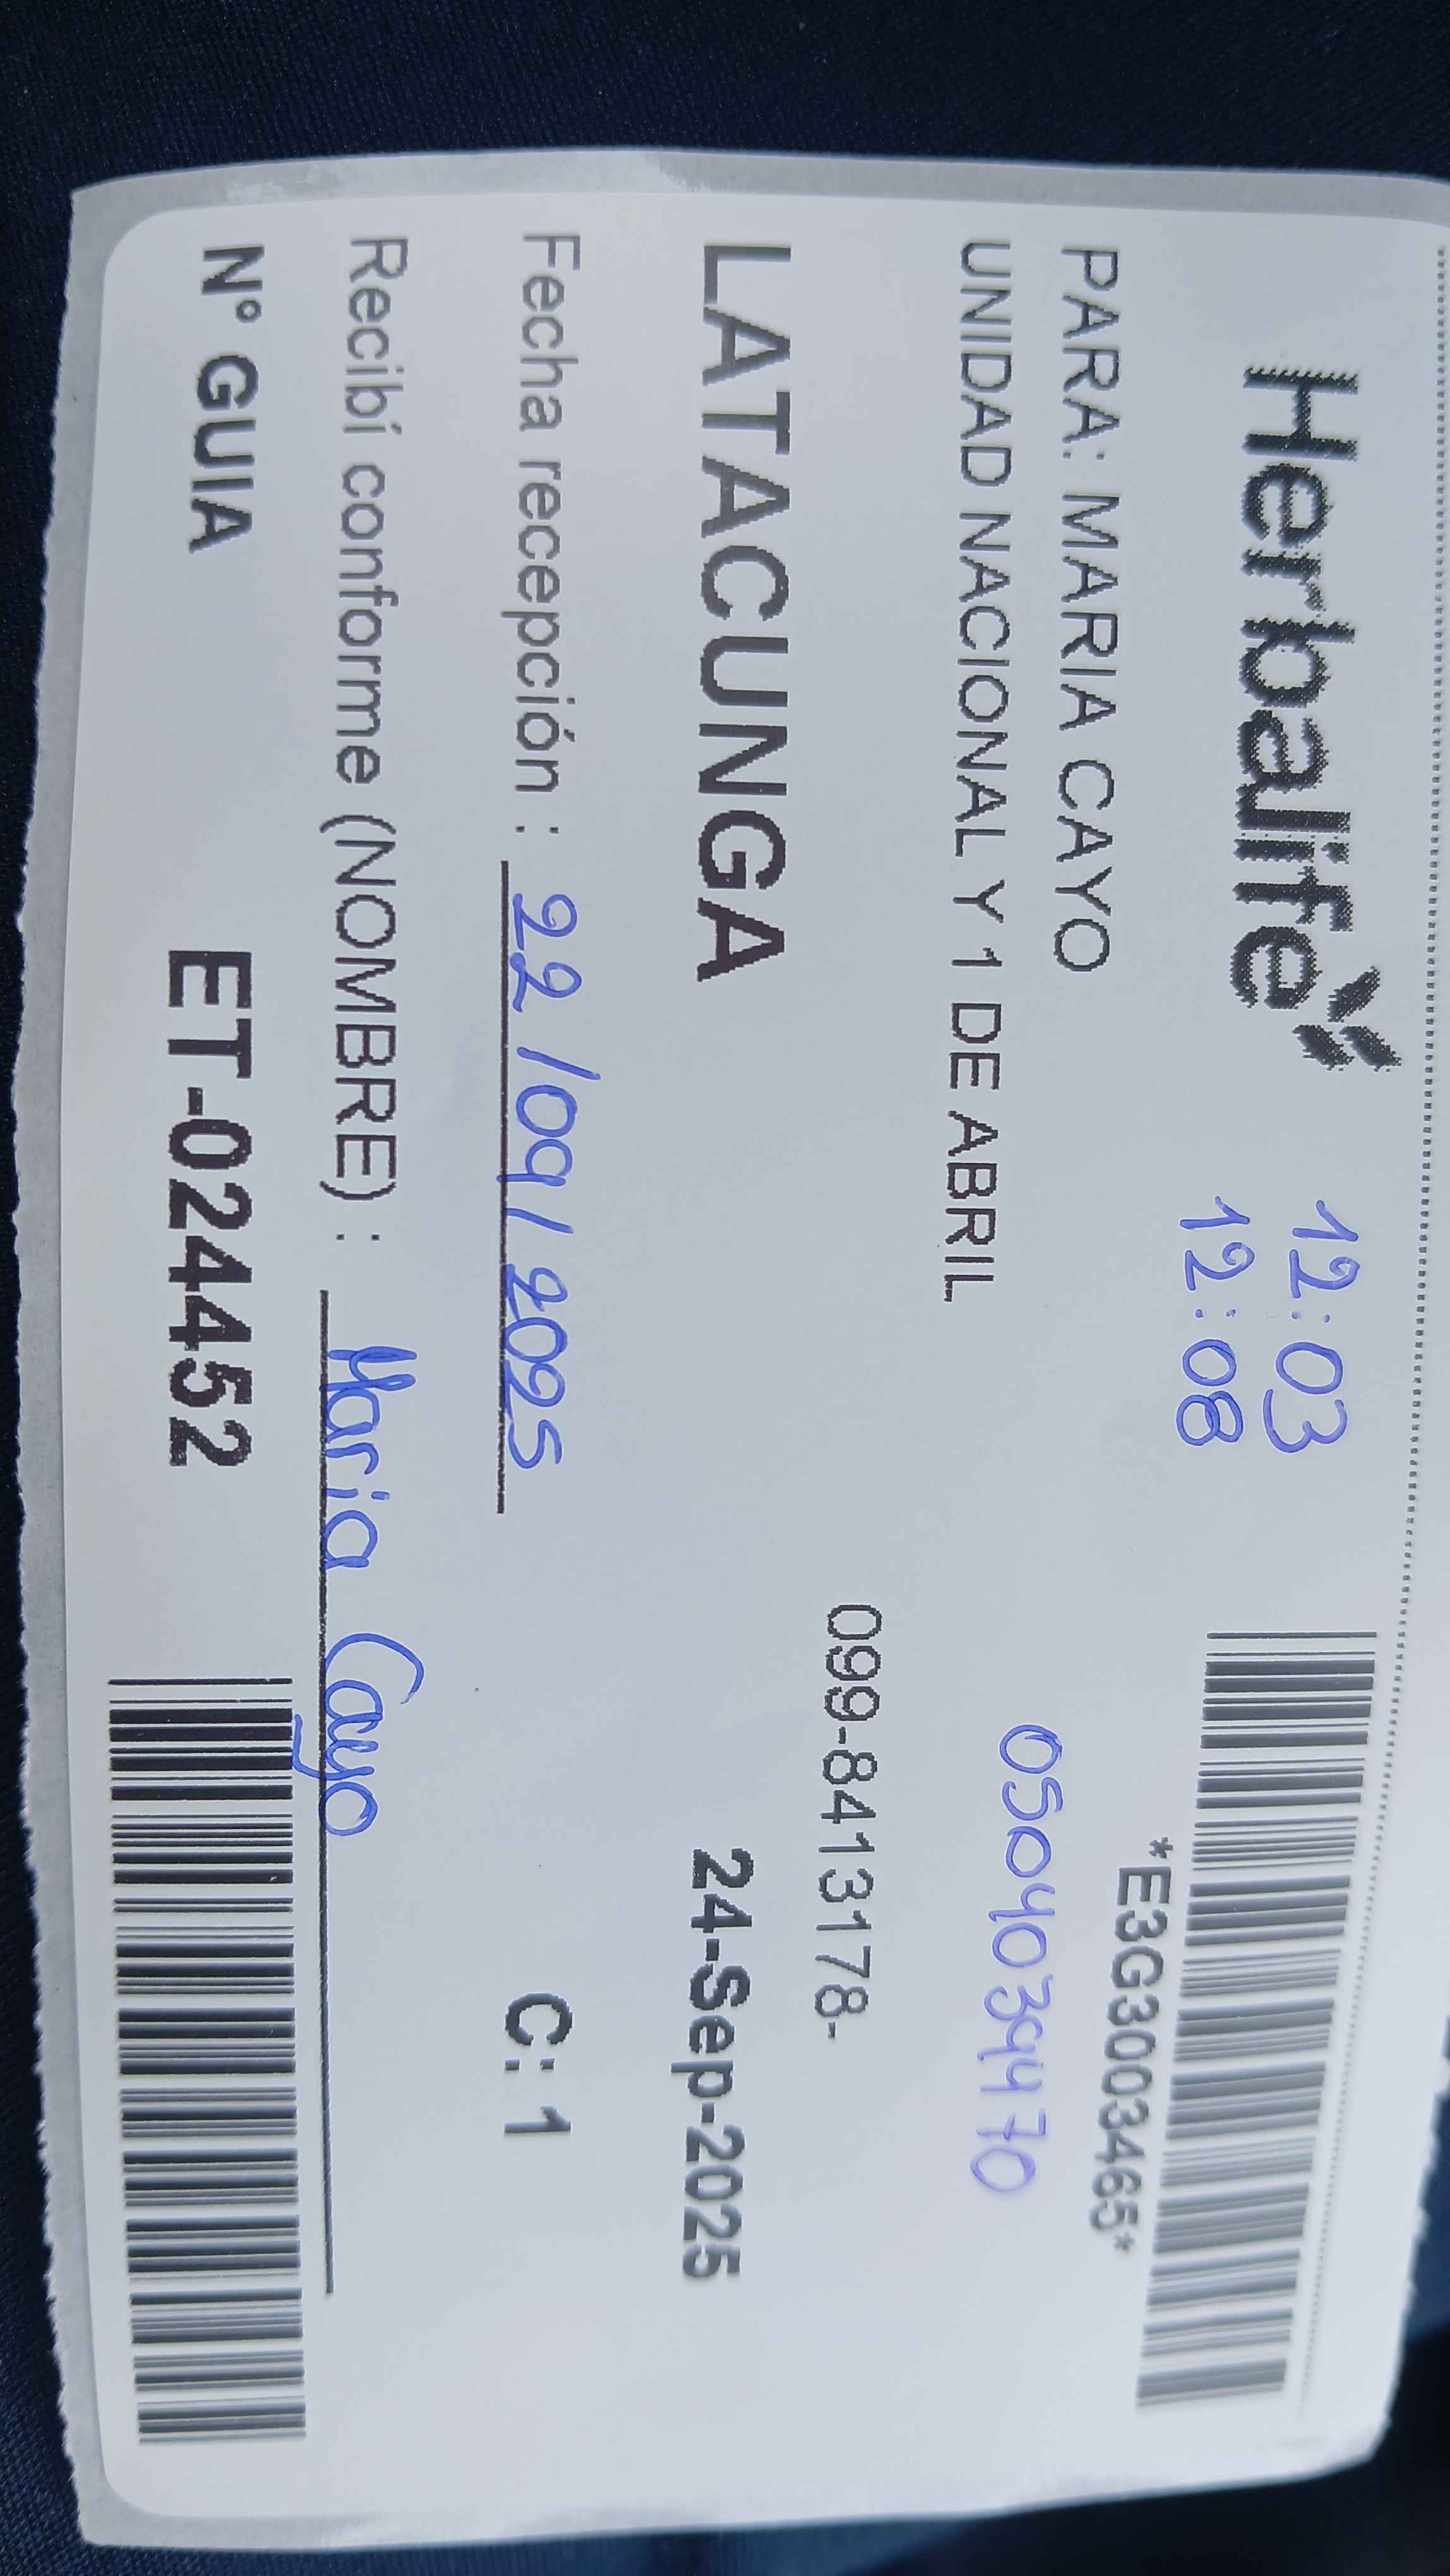 Herbalife
12:03
12:08
*E3G3003465*
PARA: MARIA CAYO
0504039470
UNIDAD NACIONAL Y 1 DE ABRIL
099-8413178-
LATACUNGA
24-Sep-2025
Fecha recepción : 22/09/2025
C: 1
Recibí conforme (NOMBRE) : Maria Cayo
N° GUIA ET-024452